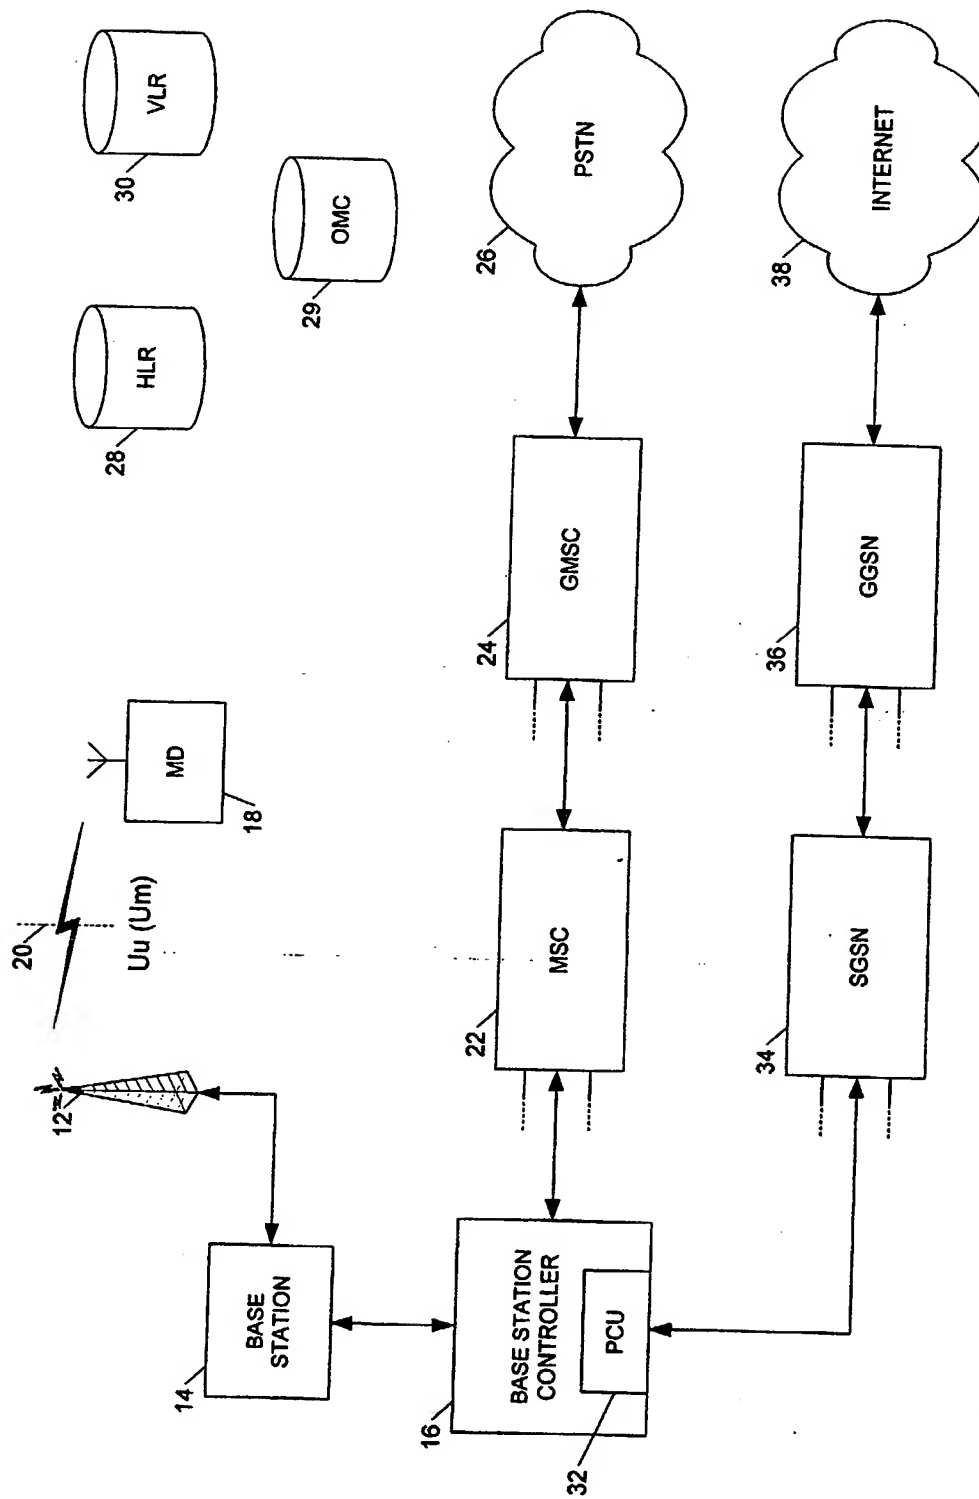 20
Uu (Um)
12
MD
18
28
HLR
30
VLR
29
OMC
14
BASE
STATION
16
BASE STATION
CONTROLLER
PCU
32
22
MSC
24
GMSC
26
PSTN
34
SGSN
36
GGSN
38
INTERNET